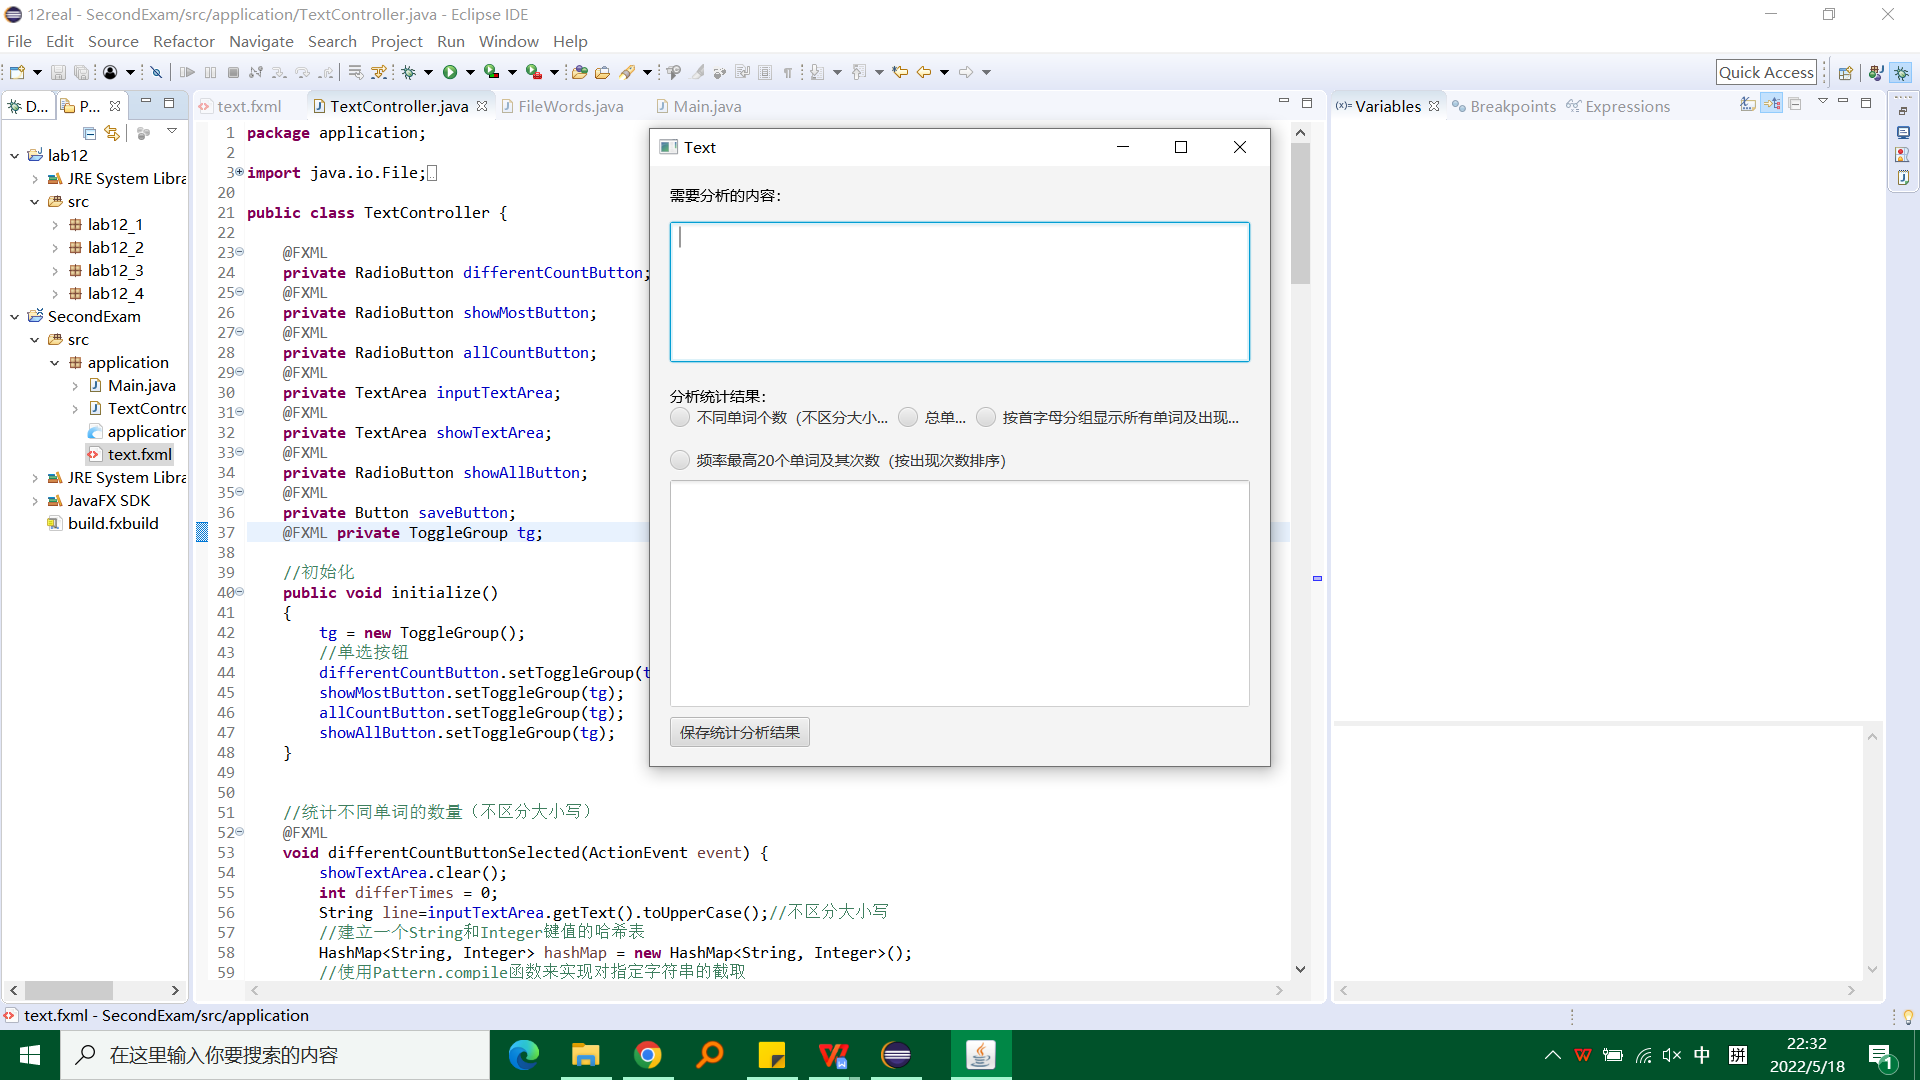 12real - SecondExam/src/application/TextController.java - Eclipse IDE
File Edit Source Refactor Navigate Search Project Run Window Help
Quick Access
D... P...
text.fxml TextController.java FileWords.java Main.java
Variables Breakpoints Expressions
lab12
JRE System Libra
src
lab12_1
lab12_2
lab12_3
lab12_4
SecondExam
src
application
Main.java
TextContro
application
text.fxml
JRE System Libra
JavaFX SDK
build.fxbuild
1 package application;
2
3 import java.io.File;
20
21 public class TextController {
22
23 @FXML
24 private RadioButton differentCountButton;
25 @FXML
26 private RadioButton showMostButton;
27 @FXML
28 private RadioButton allCountButton;
29 @FXML
30 private TextArea inputTextArea;
31 @FXML
32 private TextArea showTextArea;
33 @FXML
34 private RadioButton showAllButton;
35 @FXML
36 private Button saveButton;
37 @FXML private ToggleGroup tg;
38
39 //初始化
40 public void initialize()
41 {
42 tg = new ToggleGroup();
43 //单选按钮
44 differentCountButton.setToggleGroup(t
45 showMostButton.setToggleGroup(tg);
46 allCountButton.setToggleGroup(tg);
47 showAllButton.setToggleGroup(tg);
48 }
49
50
51 //统计不同单词的数量（不区分大小写）
52 @FXML
53 void differentCountButtonSelected(ActionEvent event) {
54 showTextArea.clear();
55 int differTimes = 0;
56 String line=inputTextArea.getText().toUpperCase();//不区分大小写
57 //建立一个String和Integer键值的哈希表
58 HashMap<String, Integer> hashMap = new HashMap<String, Integer>();
59 //使用Pattern.compile函数来实现对指定字符串的截取
Text
需要分析的内容：
分析统计结果：
不同单词个数（不区分大小... 总单... 按首字母分组显示所有单词及出现...
频率最高20个单词及其次数（按出现次数排序）
保存统计分析结果
text.fxml - SecondExam/src/application
在这里输入你要搜索的内容
中 拼
22:32
2022/5/18
1